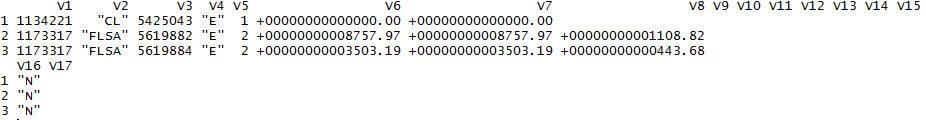 V1 V2 V3 V4 V5 V6 V7 V8 V9 V10 V11 V12 V13 V14 V15
1 1134221 "CL" 5425043 "E" 1 +00000000000000.00 +00000000000000.00
2 1173317 "FLSA" 5619882 "E" 2 +00000000008757.97 +00000000008757.97 +00000000001108.82
3 1173317 "FLSA" 5619884 "E" 2 +00000000003503.19 +00000000003503.19 +00000000000443.68
V16 V17
1 "N"
2 "N"
3 "N"